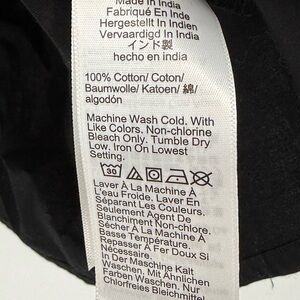 Made in India
Fabriqué En Inde
Hergestellt In Indien
Vervaardigd In India
インド製
hecho en india
100% Cotton/ Coton/
Baumwolle/ Katoen/ 綿/
algodón
Machine Wash Cold. With
Like Colors. Non-chlorine
Bleach Only. Tumble Dry
Low, Iron On Lowest
Setting.
30
Laver À La Machine À
L'eau Froide. Laver En
Séparant Les Couleurs.
Seulement Agent De
Blanchiment Non-chlore.
Sécher À La Machine À
Basse Température.
Repasser À Fer Doux Si
Nécessaire.
In Der Maschine Kalt
Waschen, Mit Ähnlichen
Farben Waschen. Nur
Chlorfreies Bleichmittel